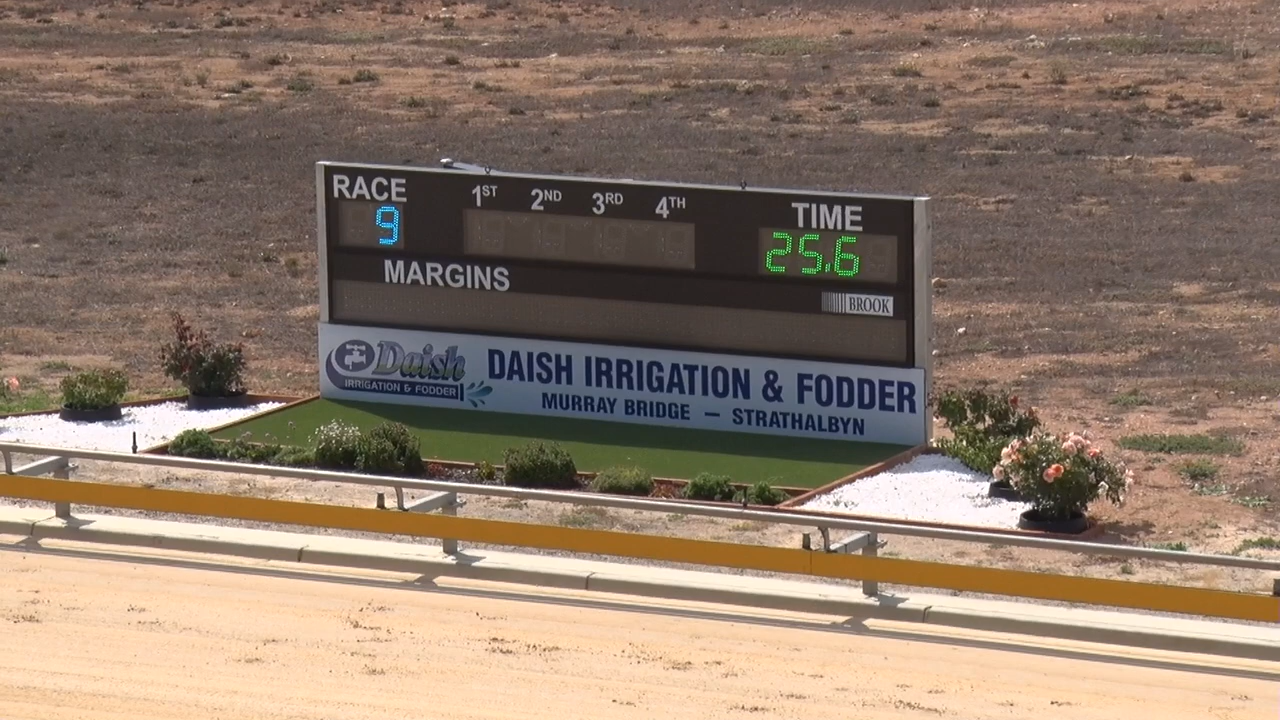 RACE 1ST 2ND 3RD 4TH TIME
9 25.6
MARGINS
BROOK
Daish
IRRIGATION & FODDER
DAISH IRRIGATION & FODDER
MURRAY BRIDGE — STRATHALBYN